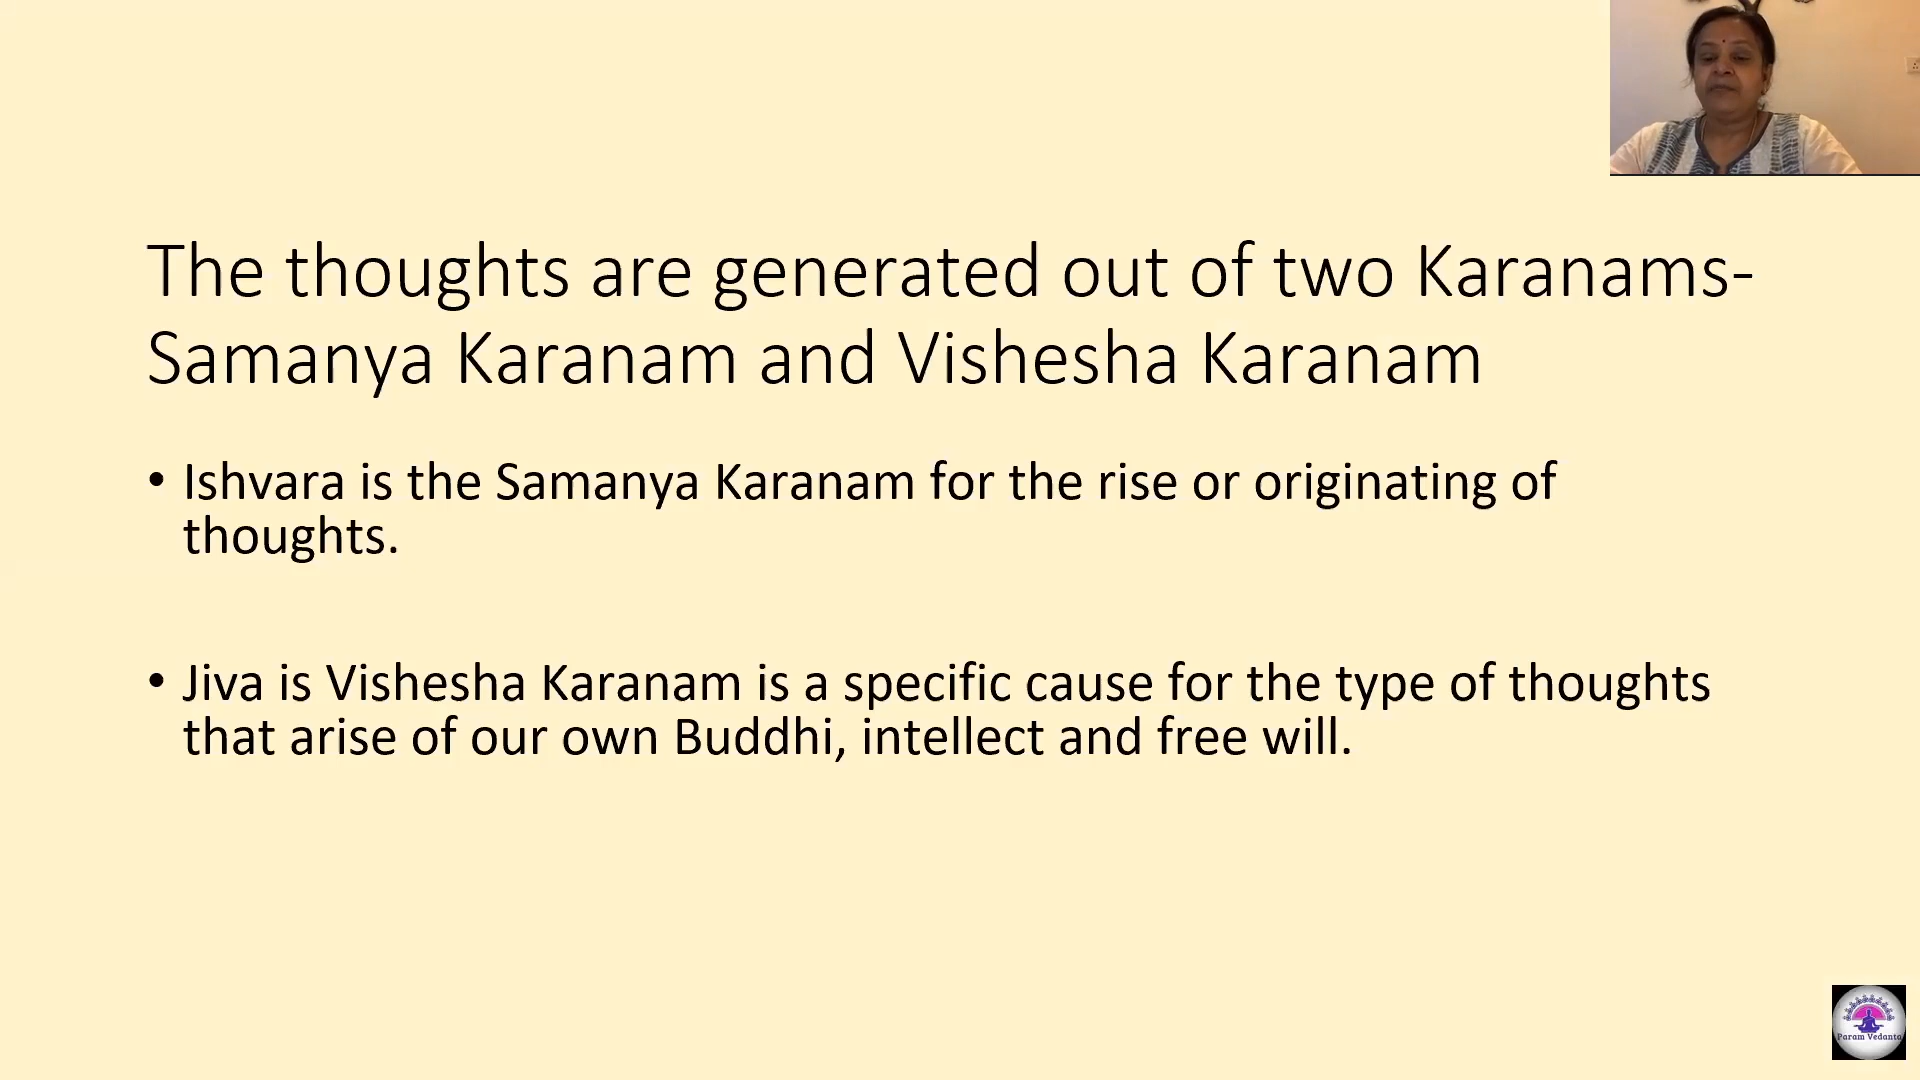 The thoughts are generated out of two Karanams-
Samanya Karanam and Vishesha Karanam
• Ishvara is the Samanya Karanam for the rise or originating of
thoughts.
• Jiva is Vishesha Karanam is a specific cause for the type of thoughts
that arise of our own Buddhi, intellect and free will.
Param Vedanta